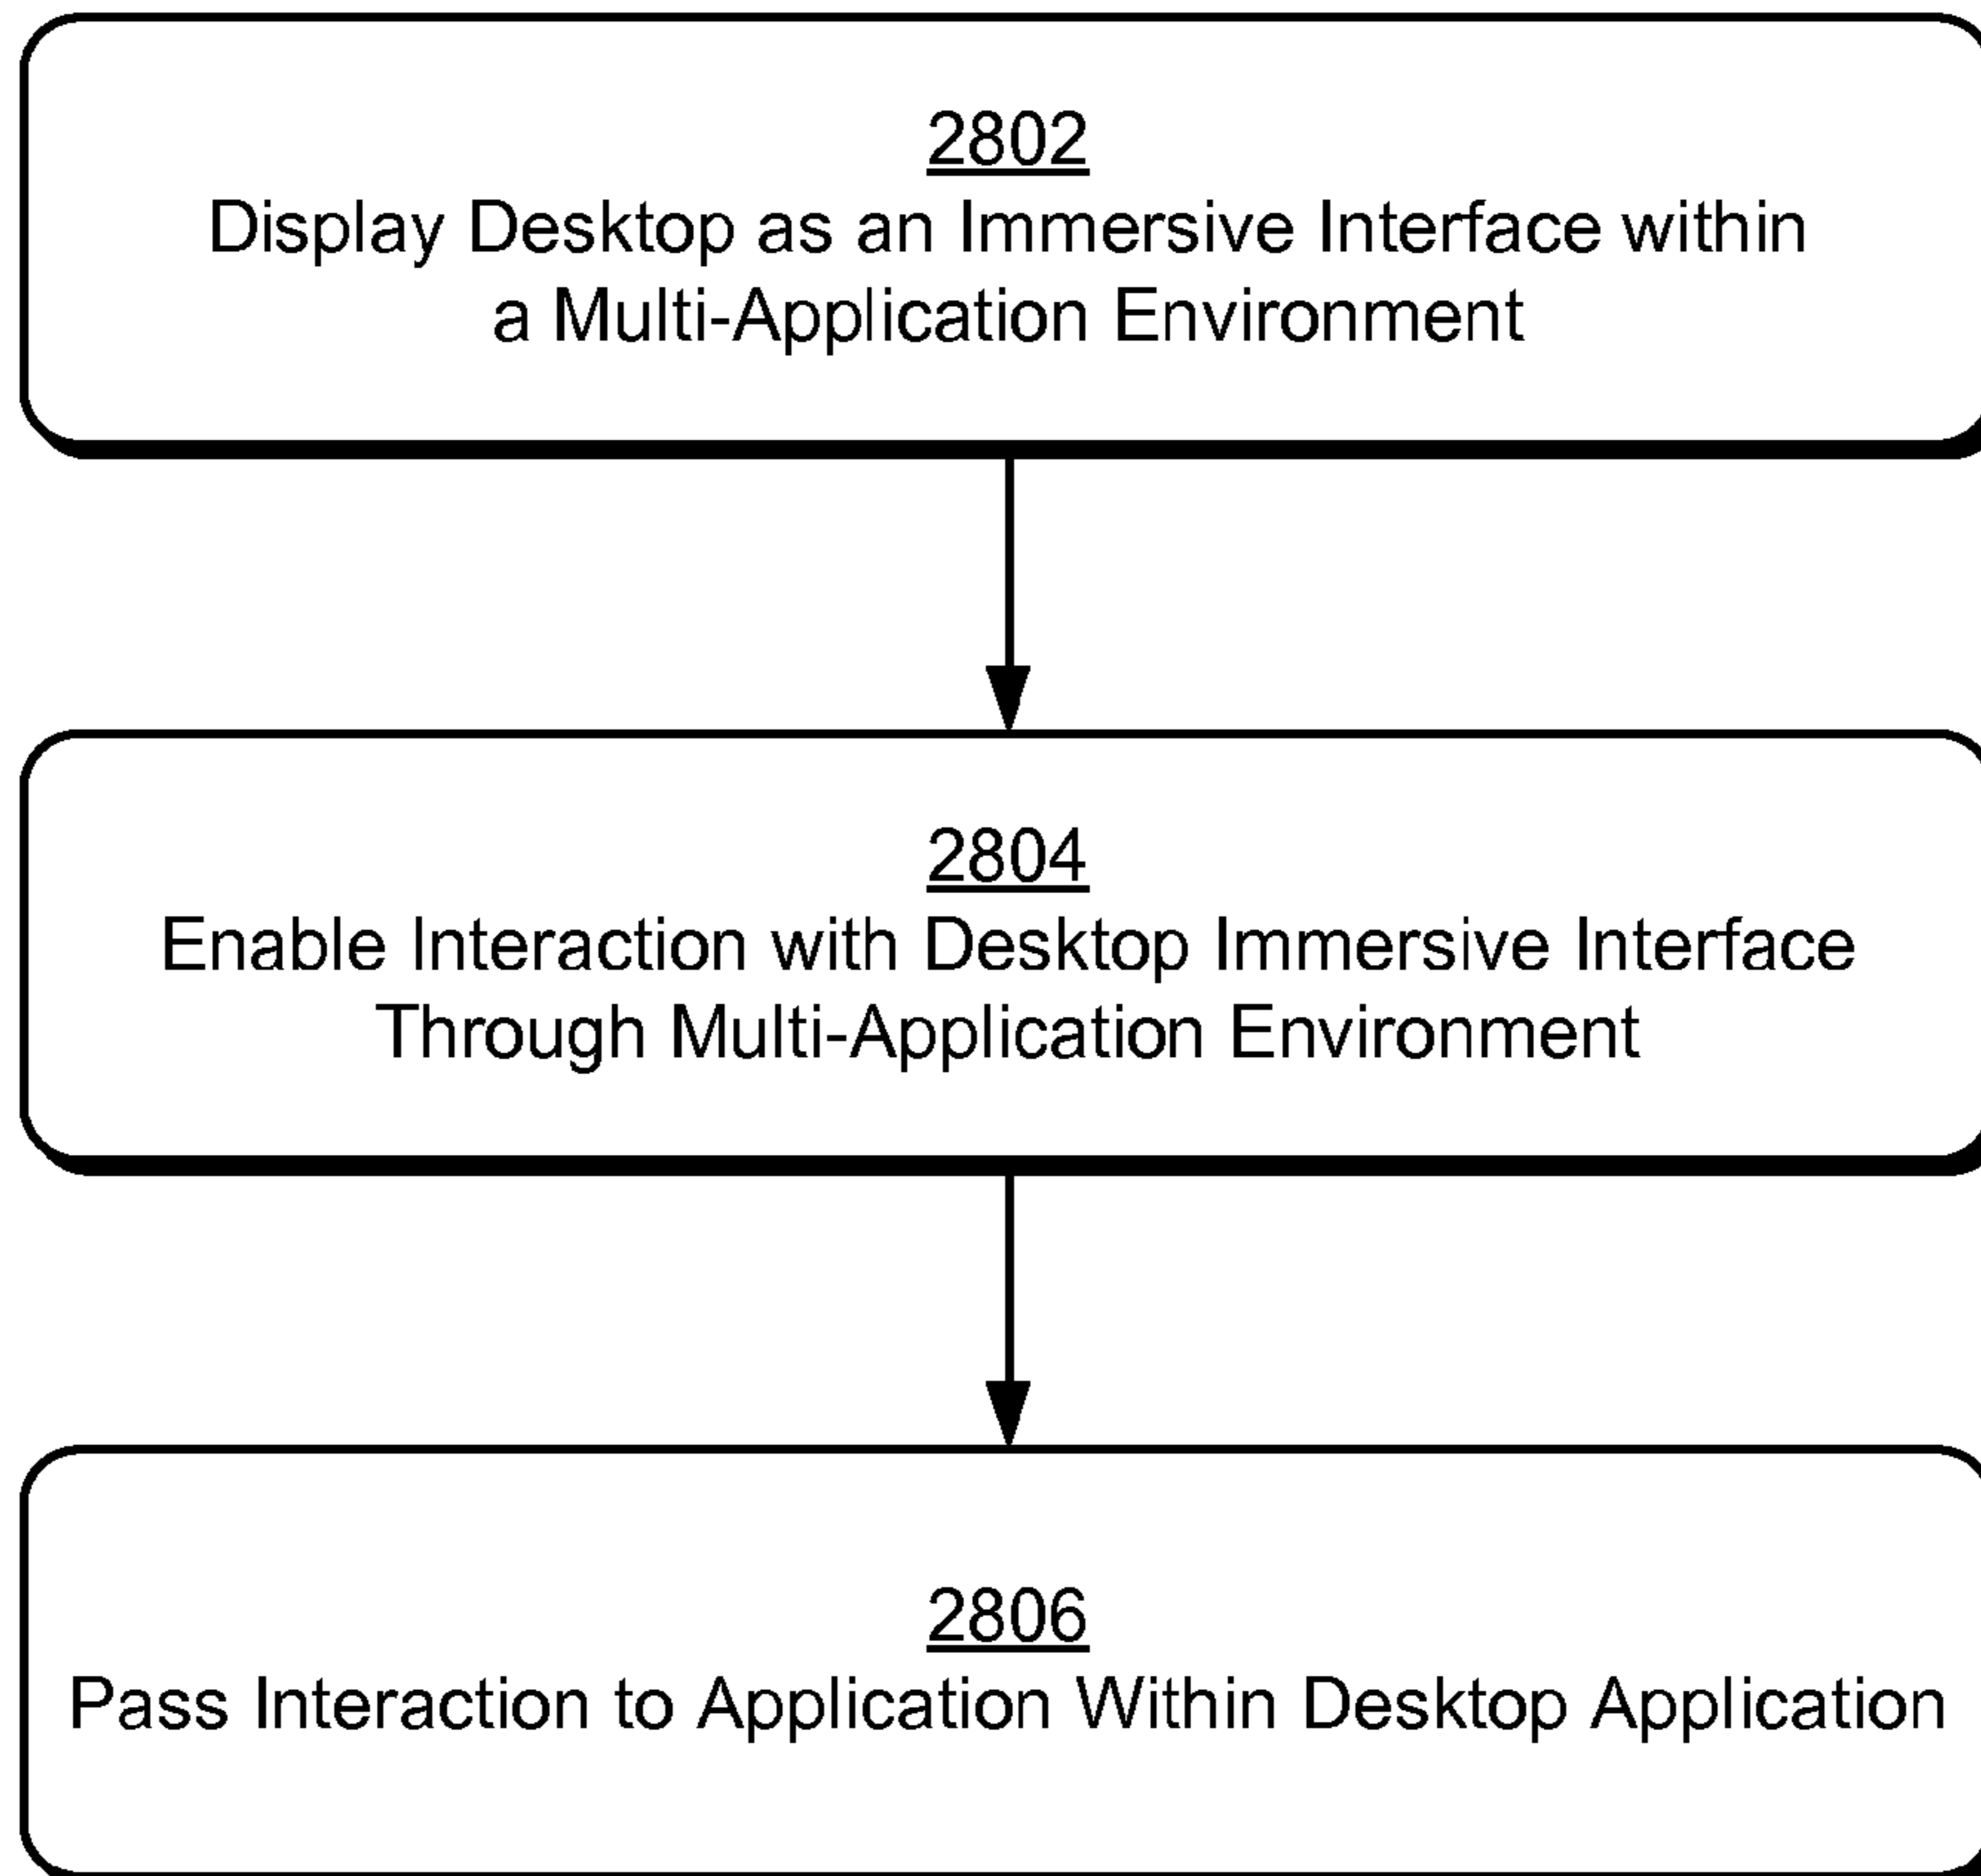 2802
Display Desktop as an Immersive Interface within
a Multi-Application Environment
2804
Enable Interaction with Desktop Immersive Interface
Through Multi-Application Environment
2806
Pass Interaction to Application Within Desktop Application